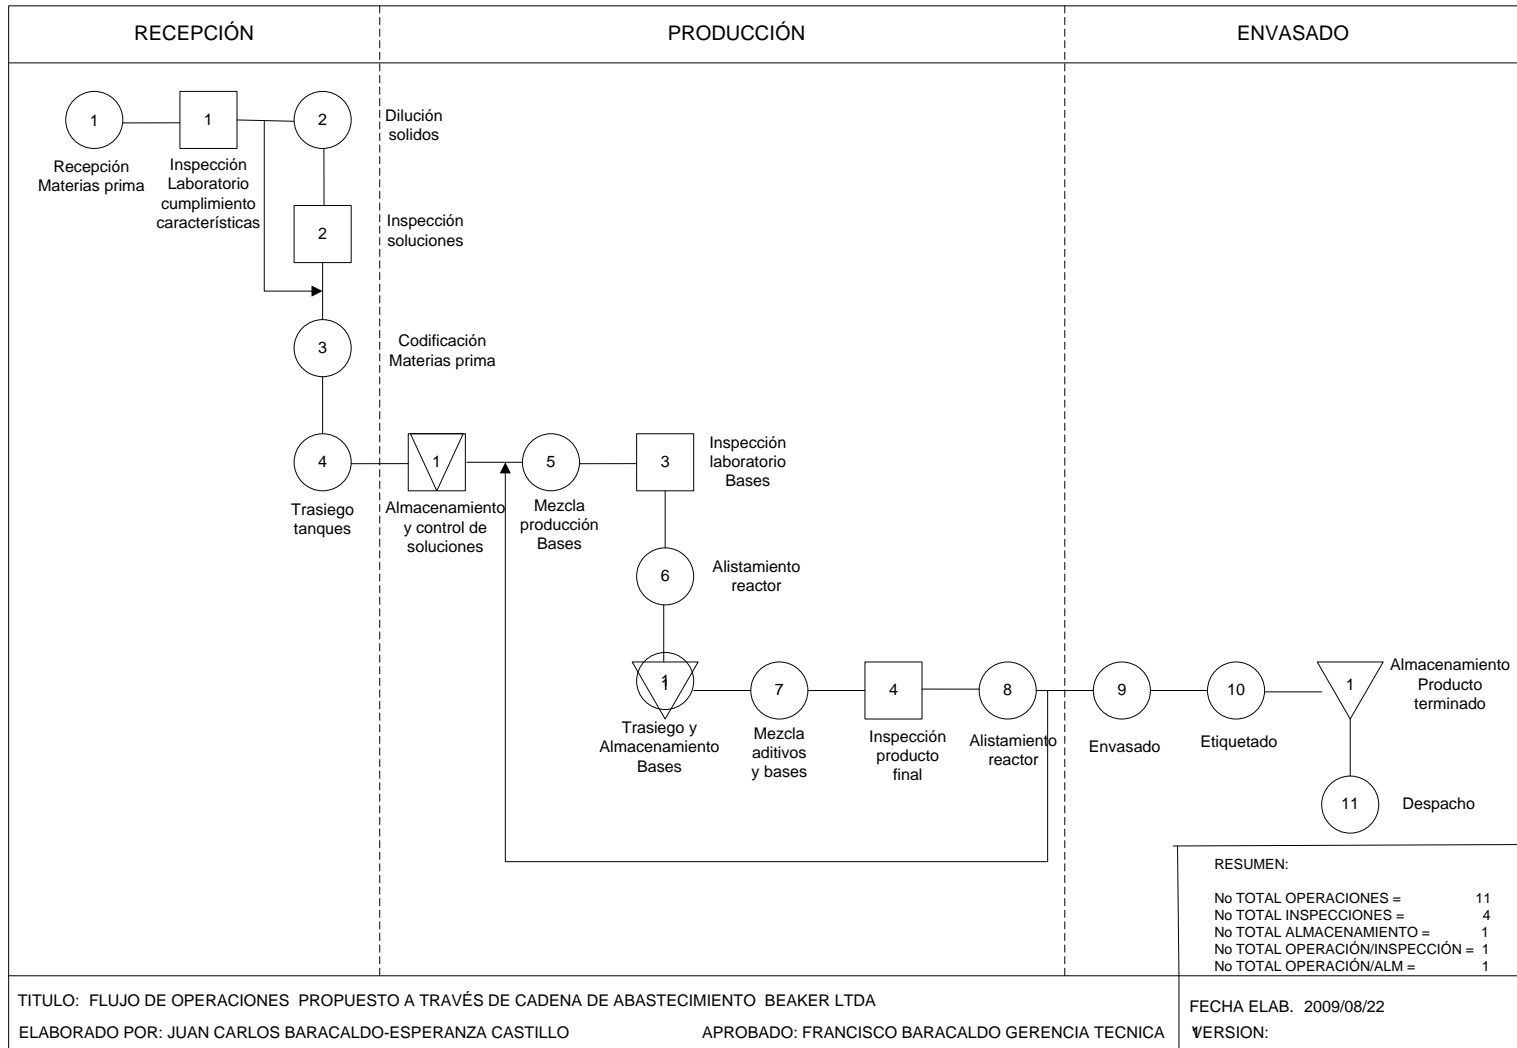 RECEPCIÓN
PRODUCCIÓN
ENVASADO
1
1
2
Dilución
solidos
Recepción
Materias prima
Inspección
Laboratorio
cumplimiento
características
2
Inspección
soluciones
3
Codificación
Materias prima
4
Trasiego
tanques
1
Almacenamiento
y control de
soluciones
5
Mezcla
producción
Bases
3
Inspección
laboratorio
Bases
6
Alistamiento
reactor
1
Trasiego y
Almacenamiento
Bases
7
Mezcla
aditivos
y bases
4
Inspección
producto
final
8
Alistamiento
reactor
9
Envasado
10
Etiquetado
1
Almacenamiento
Producto
terminado
11
Despacho
RESUMEN:
No TOTAL OPERACIONES = 11
No TOTAL INSPECCIONES = 4
No TOTAL ALMACENAMIENTO = 1
No TOTAL OPERACIÓN/INSPECCIÓN = 1
No TOTAL OPERACIÓN/ALM = 1
TITULO: FLUJO DE OPERACIONES PROPUESTO A TRAVÉS DE CADENA DE ABASTECIMIENTO BEAKER LTDA
FECHA ELAB. 2009/08/22
ELABORADO POR: JUAN CARLOS BARACALDO-ESPERANZA CASTILLO
APROBADO: FRANCISCO BARACALDO GERENCIA TECNICA
VERSION: